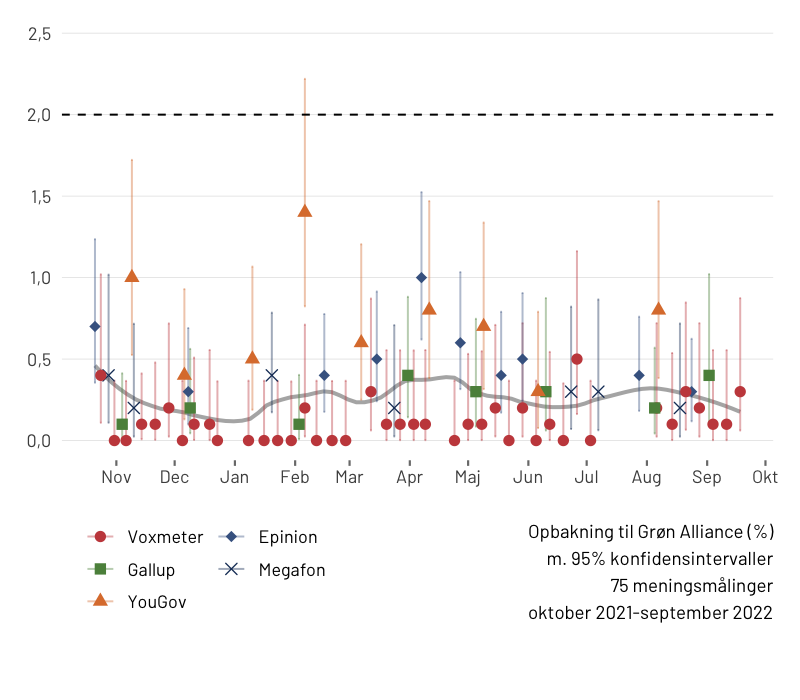 2,5
2,0
1,5
1,0
0,5
0,0
Nov Dec Jan Feb Mar Apr Maj Jun Jul Aug Sep Okt
Voxmeter Epinion
Gallup Megafon
YouGov
Opbakning til Grøn Alliance (%)
m. 95% konfidensintervaller
75 meningsmålinger
oktober 2021-september 2022